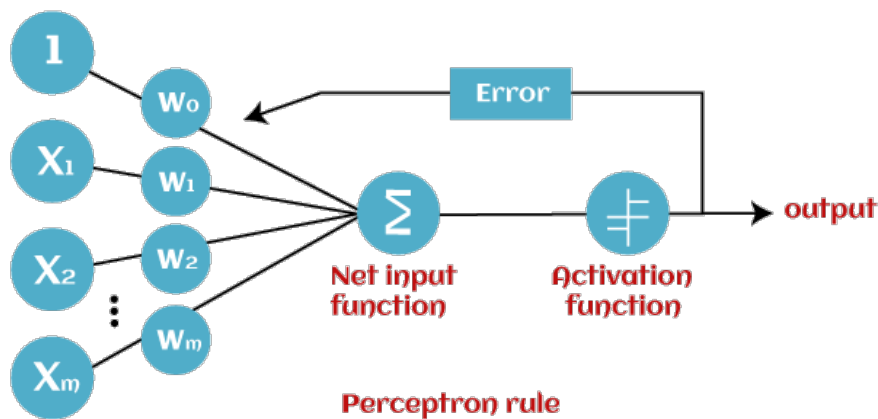 1
W₀
Error
X₁
W₁
Σ
output
X₂
W₂
Net input
function
Activation
function
Xₘ
Wₘ
Perceptron rule